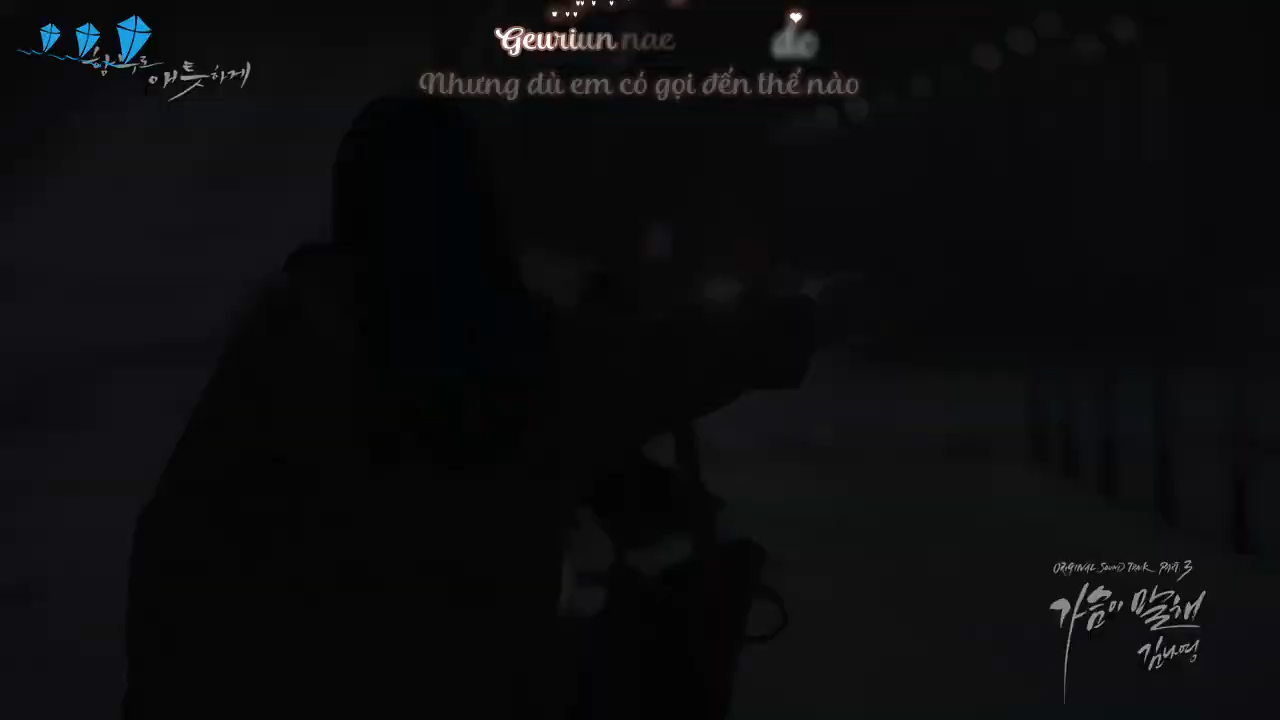 함부로
애틋하게
Geuriun nae do
Nhưng dù em có gọi đến thế nào
ORIGINAL SOUND TRACK PART 3
가슴이 말해
김나영